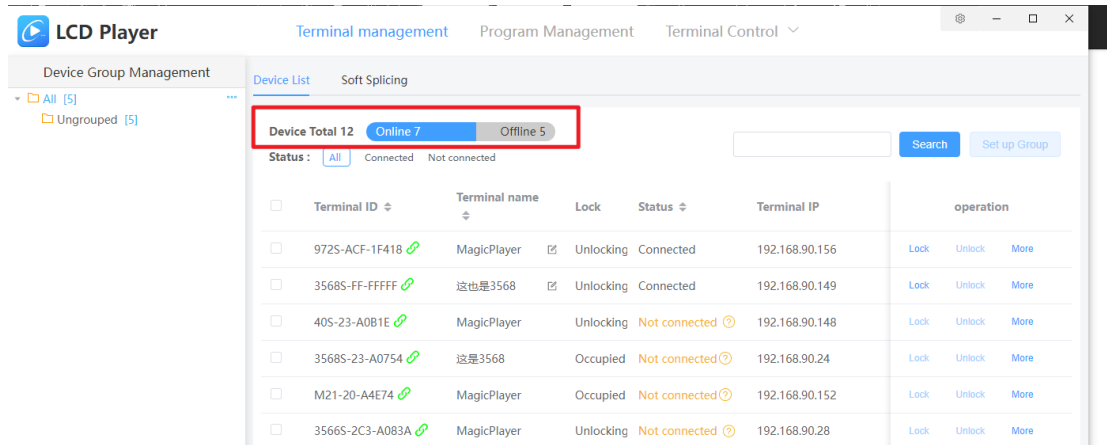 LCD Player
Terminal management Program Management Terminal Control
Device Group Management
All [5]
Ungrouped [5]
Device List Soft Splicing
Device Total 12 Online 7 Offline 5
Search Set up Group
Status : All Connected Not connected
Terminal ID Terminal name Lock Status Terminal IP operation
972S-ACF-1F418 MagicPlayer Unlocking Connected 192.168.90.156 Lock Unlock More
3568S-FF-FFFFF 这也是3568 Unlocking Connected 192.168.90.149 Lock Unlock More
40S-23-A0B1E MagicPlayer Unlocking Not connected 192.168.90.148 Lock Unlock More
3568S-23-A0754 这是3568 Occupied Not connected 192.168.90.24 Lock Unlock More
M21-20-A4E74 MagicPlayer Occupied Not connected 192.168.90.152 Lock Unlock More
3566S-2C3-A083A MagicPlayer Unlocking Not connected 192.168.90.28 Lock Unlock More